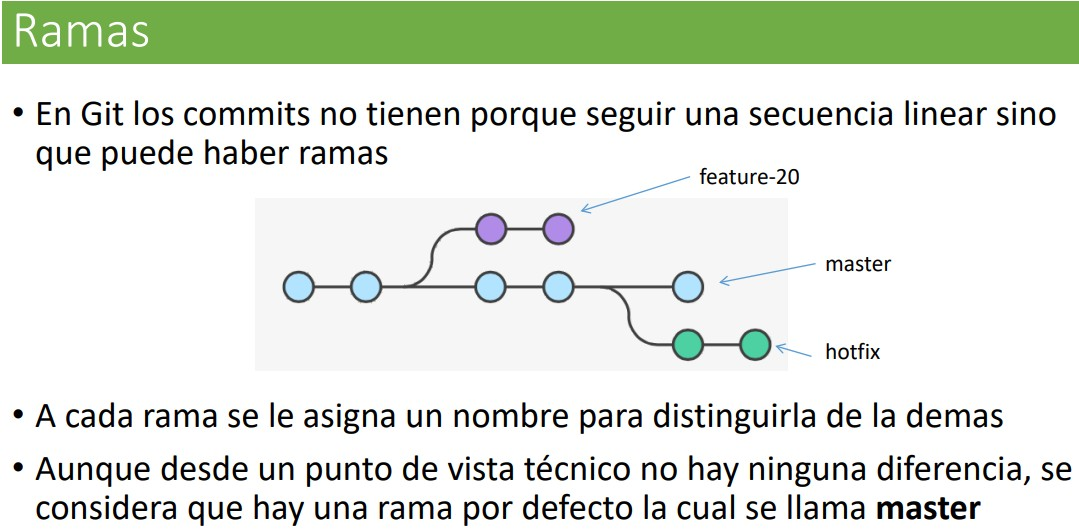 Ramas
• En Git los commits no tienen porque seguir una secuencia linear sino
que puede haber ramas
feature-20
master
hotfix
• A cada rama se le asigna un nombre para distinguirla de la demas
• Aunque desde un punto de vista técnico no hay ninguna diferencia, se
considera que hay una rama por defecto la cual se llama master